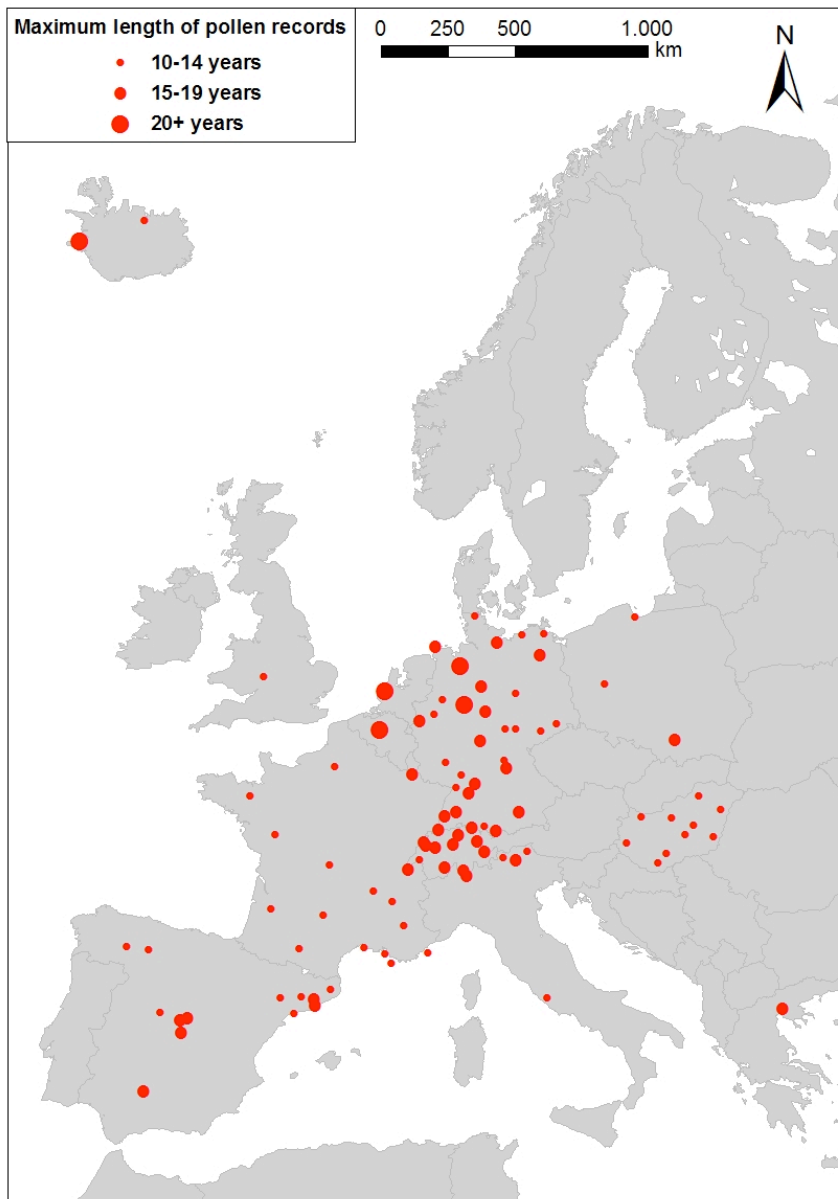 Maximum length of pollen records
10-14 years
15-19 years
20+ years
0 250 500 1.000
km
N